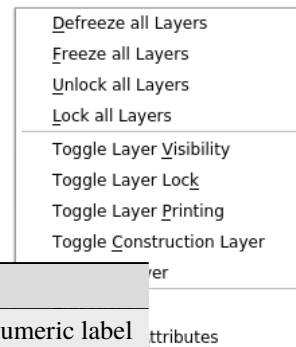 Defreeze all Layers
Freeze all Layers
Unlock all Layers
Lock all Layers
Toggle Layer Visibility
Toggle Layer Lock
Toggle Layer Printing
Toggle Construction Layer
label